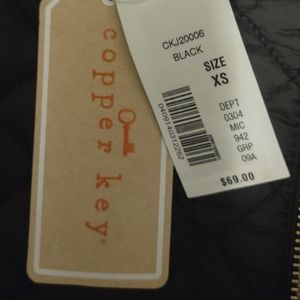 copper key
CKJ20006
BLACK
SIZE
XS
DEPT
0304
MIC
942
GRP
09A
$69.00